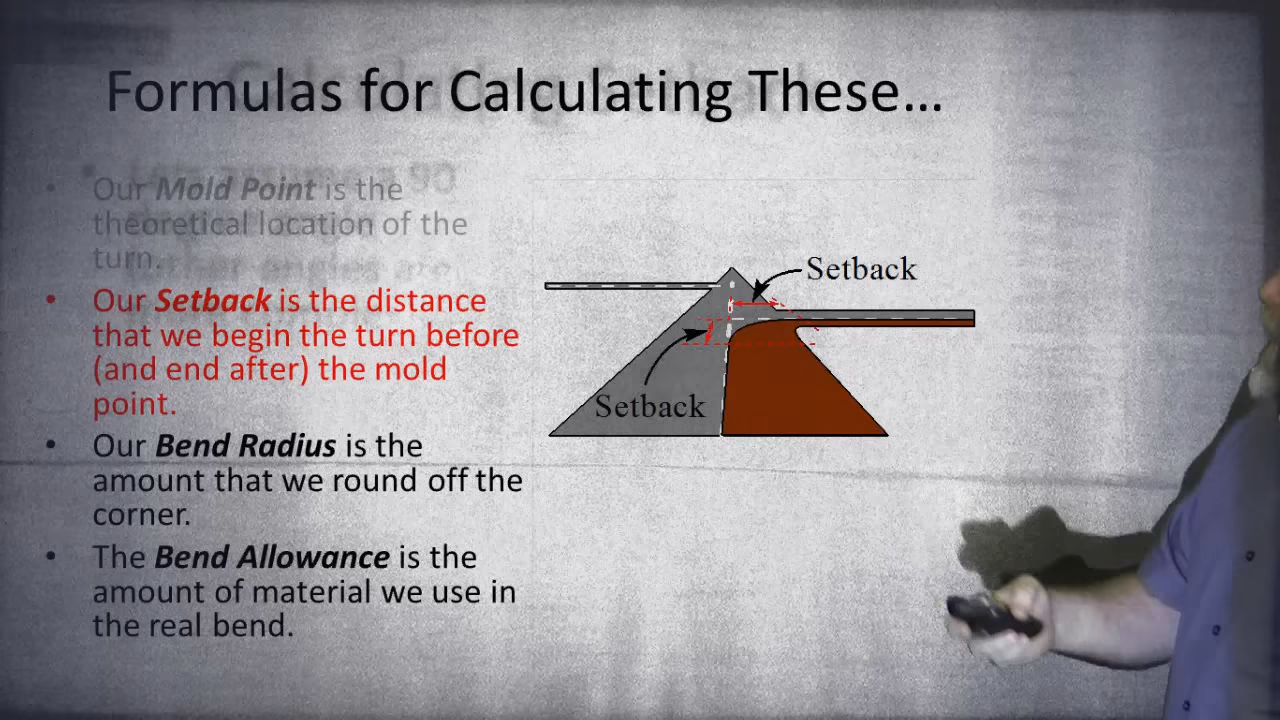 Formulas for Calculating These…
• Our Mold Point is the
theoretical location of the
turn.
• Our Setback is the distance
that we begin the turn before
(and end after) the mold
point.
• Our Bend Radius is the
amount that we round off the
corner.
• The Bend Allowance is the
amount of material we use in
the real bend.
Setback
Setback
90